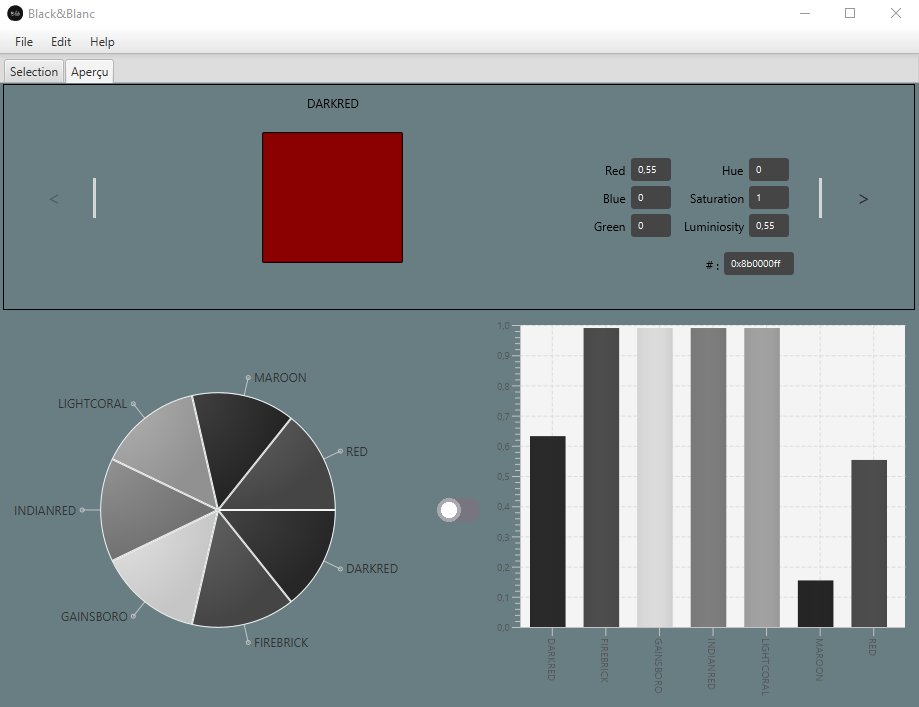 Black&Blanc
File Edit Help
Selection Aperçu
DARKRED
Red 0,55 Hue 0
< Blue 0 Saturation 1 >
Green 0 Luminiosity 0,55
# : 0x8b0000ff
MAROON
LIGHTCORAL
RED
INDIANRED
DARKRED
GAINSBORO
FIREBRICK
1,0
0,9
0,8
0,7
0,6
0,5
0,4
0,3
0,2
0,1
0,0
DARKRED
FIREBRICK
GAINSBORO
INDIANRED
LIGHTCORAL
MAROON
RED